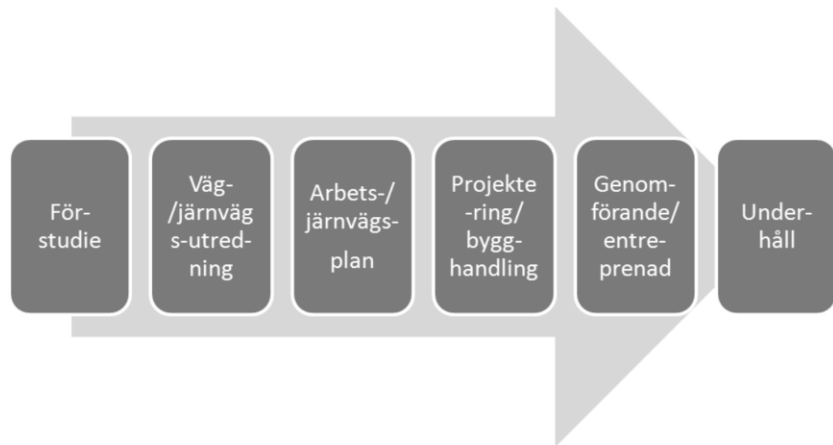 För-
studie
Väg-
/järnväg
s-utred-
ning
Arbets-/
järnvägs-
plan
Projekte
-ring/
bygg-
handling
Genom-
förande/
entre-
prenad
Under-
håll